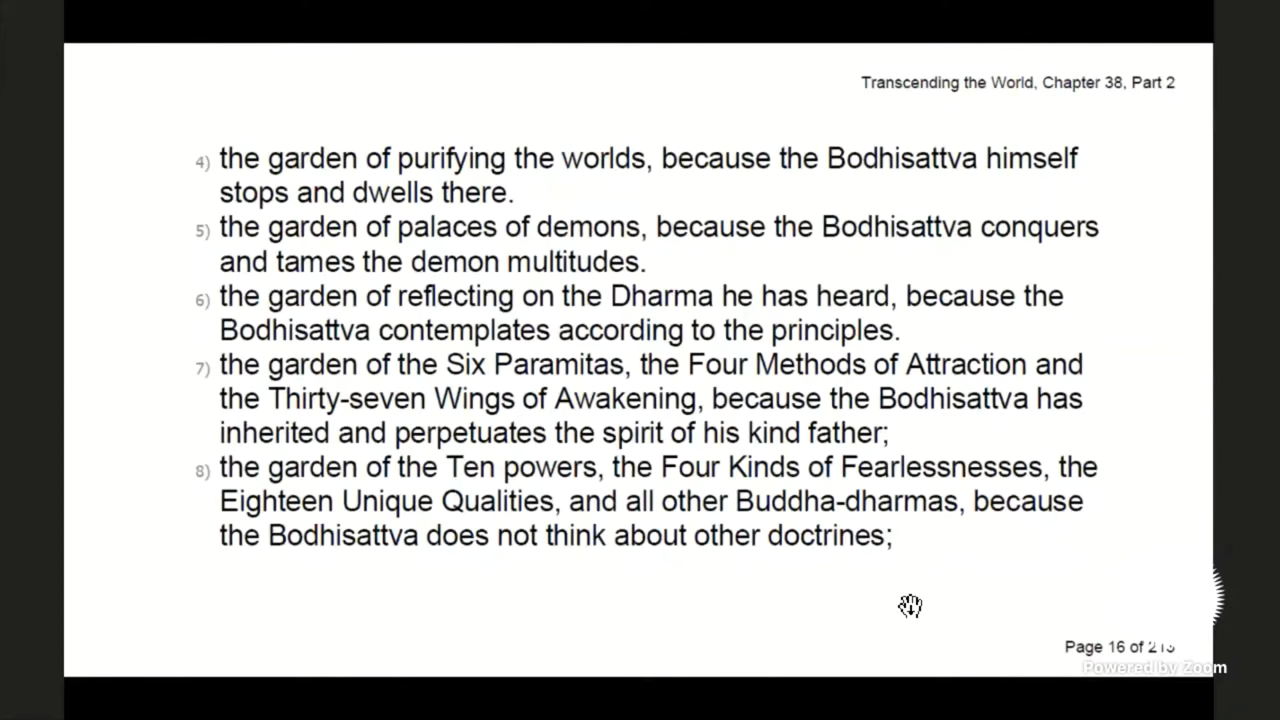 Transcending the World, Chapter 38, Part 2
4) the garden of purifying the worlds, because the Bodhisattva himself
stops and dwells there.
5) the garden of palaces of demons, because the Bodhisattva conquers
and tames the demon multitudes.
6) the garden of reflecting on the Dharma he has heard, because the
Bodhisattva contemplates according to the principles.
7) the garden of the Six Paramitas, the Four Methods of Attraction and
the Thirty-seven Wings of Awakening, because the Bodhisattva has
inherited and perpetuates the spirit of his kind father;
8) the garden of the Ten powers, the Four Kinds of Fearlessnesses, the
Eighteen Unique Qualities, and all other Buddha-dharmas, because
the Bodhisattva does not think about other doctrines;
Page 16 of
Powered by Zoom